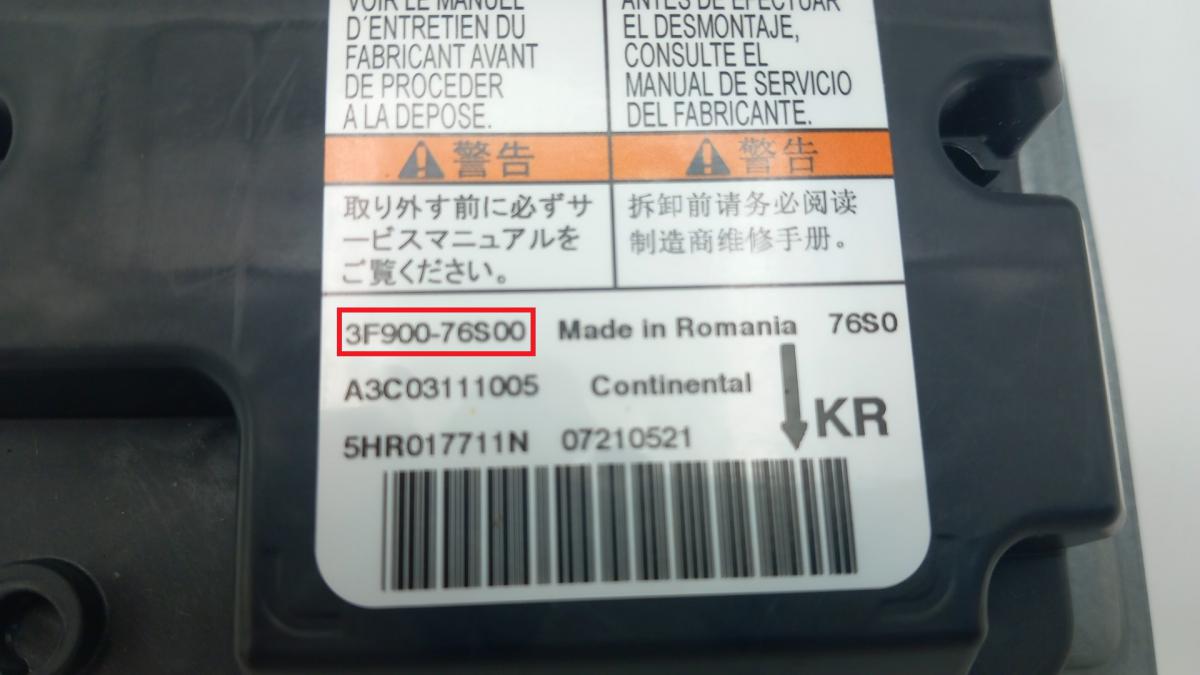 VOIR LE MANUEL
D´ENTRETIEN DU
FABRICANT AVANT
DE PROCEDER
A LA DEPOSE.
ANTES DE EFECTUAR
EL DESMONTAJE,
CONSULTE EL
MANUAL DE SERVICIO
DEL FABRICANTE.
警告
警告
取り外す前に必ずサ
ービスマニュアルを
ご覧ください。
拆卸前请务必阅读
制造商维修手册。
3F900-76S00 Made in Romania 76S0
A3C03111005 Continental
KR
5HR017711N 07210521